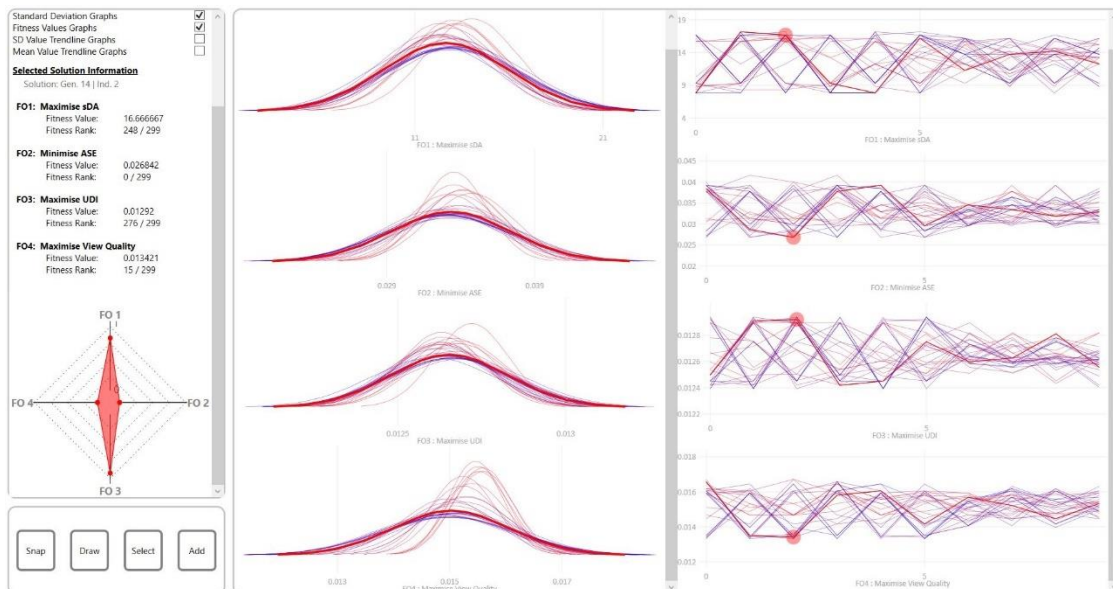 Standard Deviation Graphs
Fitness Values Graphs
SD Value Trendline Graphs
Mean Value Trendline Graphs
Selected Solution Information
Solution: Gen. 14 | Ind. 2
FO1: Maximise sDA
Fitness Value: 16.666667
Fitness Rank: 248 / 299
FO2: Minimise ASE
Fitness Value: 0.026842
Fitness Rank: 0 / 299
FO3: Maximise UDI
Fitness Value: 0.01292
Fitness Rank: 276 / 299
FO4: Maximise View Quality
Fitness Value: 0.013421
Fitness Rank: 15 / 299
FO 1
FO 4
FO 2
FO 3
Snap
Draw
Select
Add
11 21
FO1 : Maximise sDA
0.029 0.039
FO2 : Minimise ASE
0.0125 0.013
FO3 : Maximise UDI
0.013 0.015 0.017
FO4 : Maximise View Quality
19
14
9
0 5
FO1 : Maximise sDA
0.045
0.04
0.035
0.03
0.025
0.02
0 5
FO2 : Minimise ASE
0.0128
0.0126
0.0124
0.0122
0 5
FO3 : Maximise UDI
0.018
0.016
0.014
0.012
0 5
FO4 : Maximise View Quality